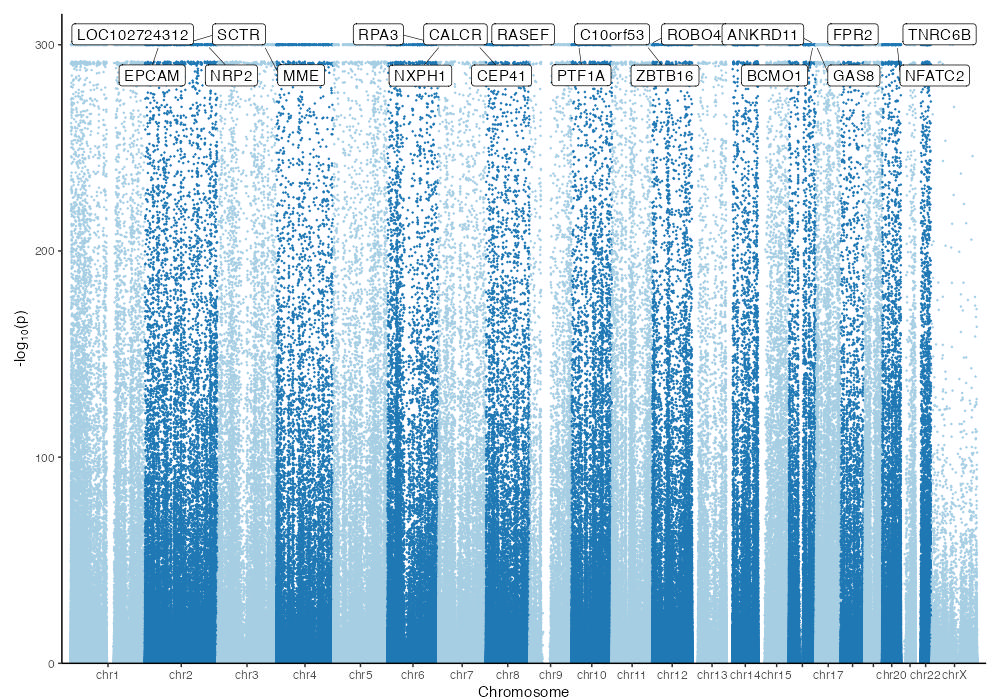 LOC102724312 SCTR RPA3 CALCR RASEF C10orf53 ROBO4 ANKRD11 FPR2 TNRC6B
300
EPCAM NRP2 MME NXPH1 CEP41 PTF1A ZBTB16 BCMO1 GAS8 NFATC2
200
-log10(p)
100
0
chr1 chr2 chr3 chr4 chr5 chr6 chr7 chr8 chr9 chr10 chr11 chr12 chr13 chr14 chr15 chr17 chr20 chr22 chrX
Chromosome